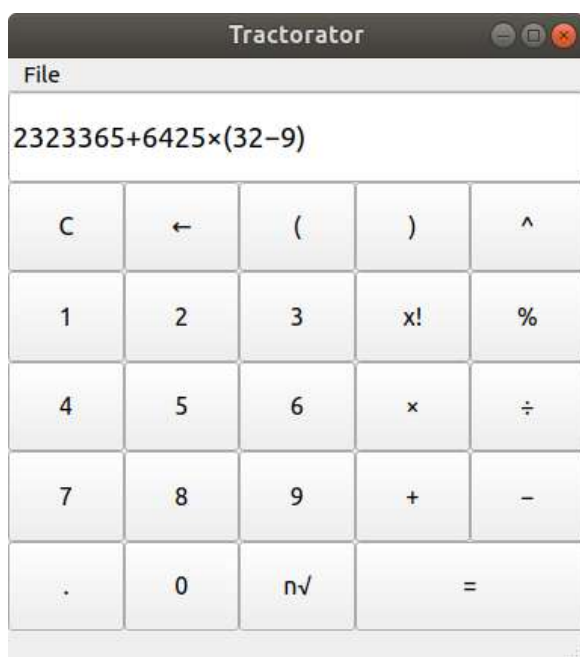 Tractorator
File
2323365+6425×(32−9)
C ← ( ) ^
1 2 3 x! %
4 5 6 × ÷
7 8 9 + −
. 0 n√ =